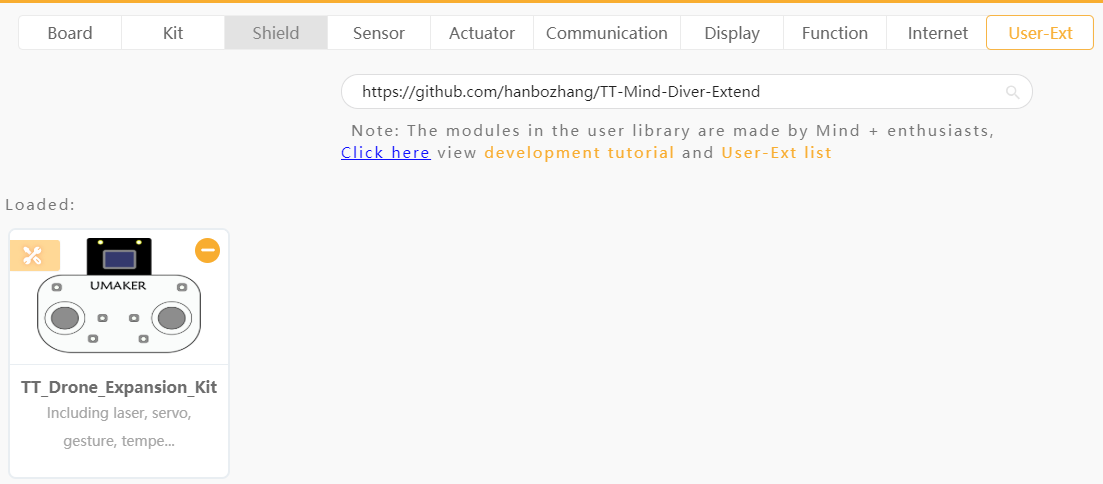 Board Kit Shield Sensor Actuator Communication Display Function Internet User-Ext
https://github.com/hanbozhang/TT-Mind-Diver-Extend
Note: The modules in the user library are made by Mind + enthusiasts,
Click here view development tutorial and User-Ext list
Loaded:
UMAKER
TT_Drone_Expansion_Kit
Including laser, servo,
gesture, tempe...